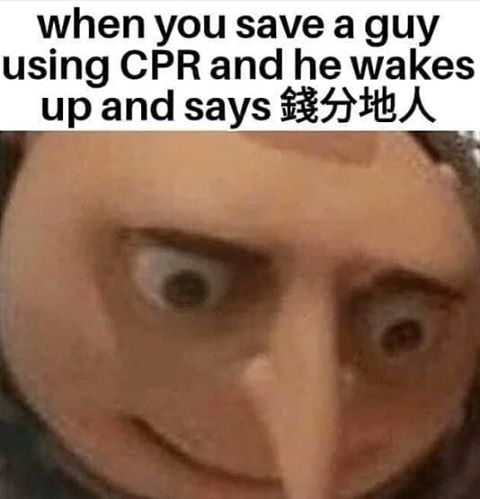 when you save a guy
using CPR and he wakes
up and says 錢分地人